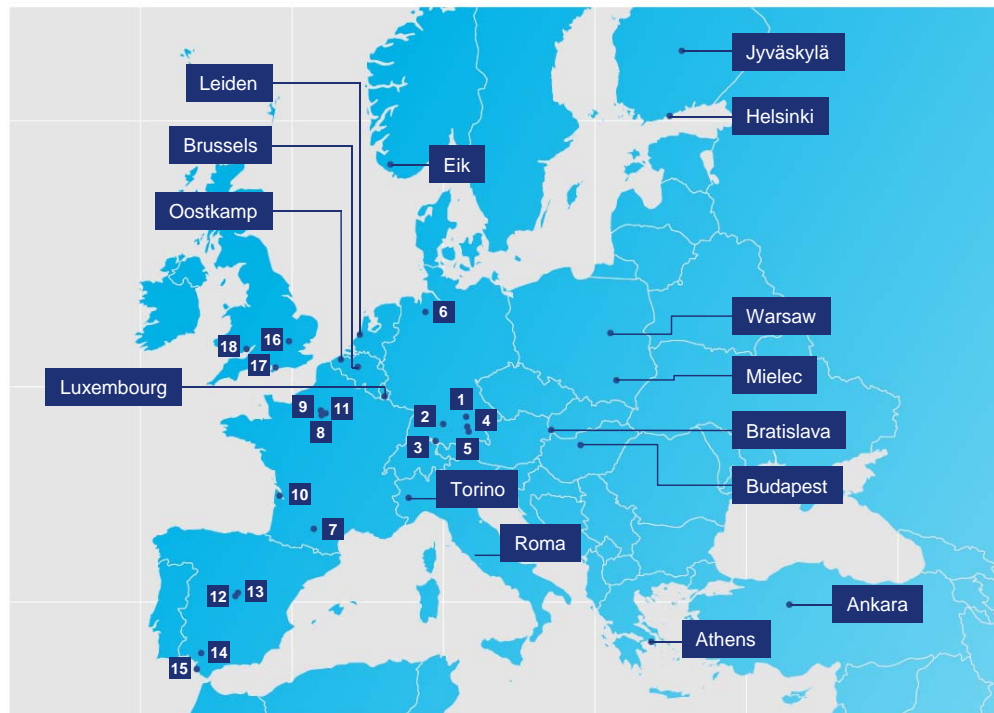 Jyväskylä
Leiden
Helsinki
Brussels
Eik
Oostkamp
6
Warsaw
16
18
17
Mielec
Luxembourg
1
9
11
2
4
8
Bratislava
3
5
Budapest
Torino
10
7
Roma
13
12
Ankara
Athens
14
15